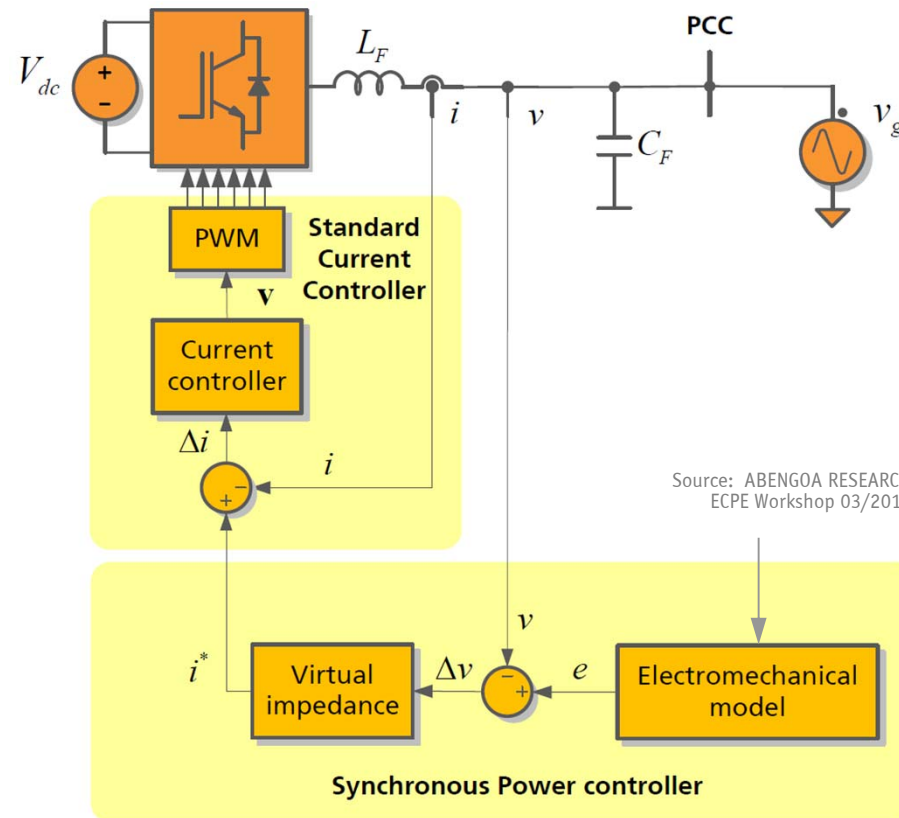 PCC
L_F
V_dc
+
-
i
v
C_F
v_g
PWM
Standard
Current
Controller
v
Current
controller
Δi
i
-
+
Source: ABENGOA RESEARC
ECPE Workshop 03/201
v
i*
Virtual
impedance
Δv
-
+
e
Electromechanical
model
Synchronous Power controller